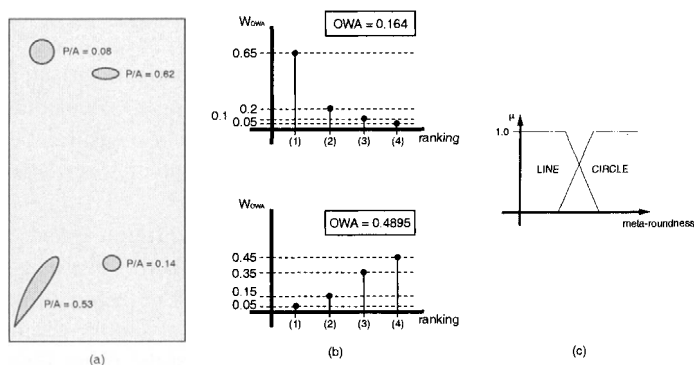 P/A = 0.08
P/A = 0.62
P/A = 0.14
P/A = 0.53
(a)
WOWA
OWA = 0.164
0.65
0.2
0.1
0.05
(1) (2) (3) (4) ranking
WOWA
OWA = 0.4895
0.45
0.35
0.15
0.05
(1) (2) (3) (4) ranking
(b)
μ
1.0
LINE CIRCLE
meta-roundness
(c)